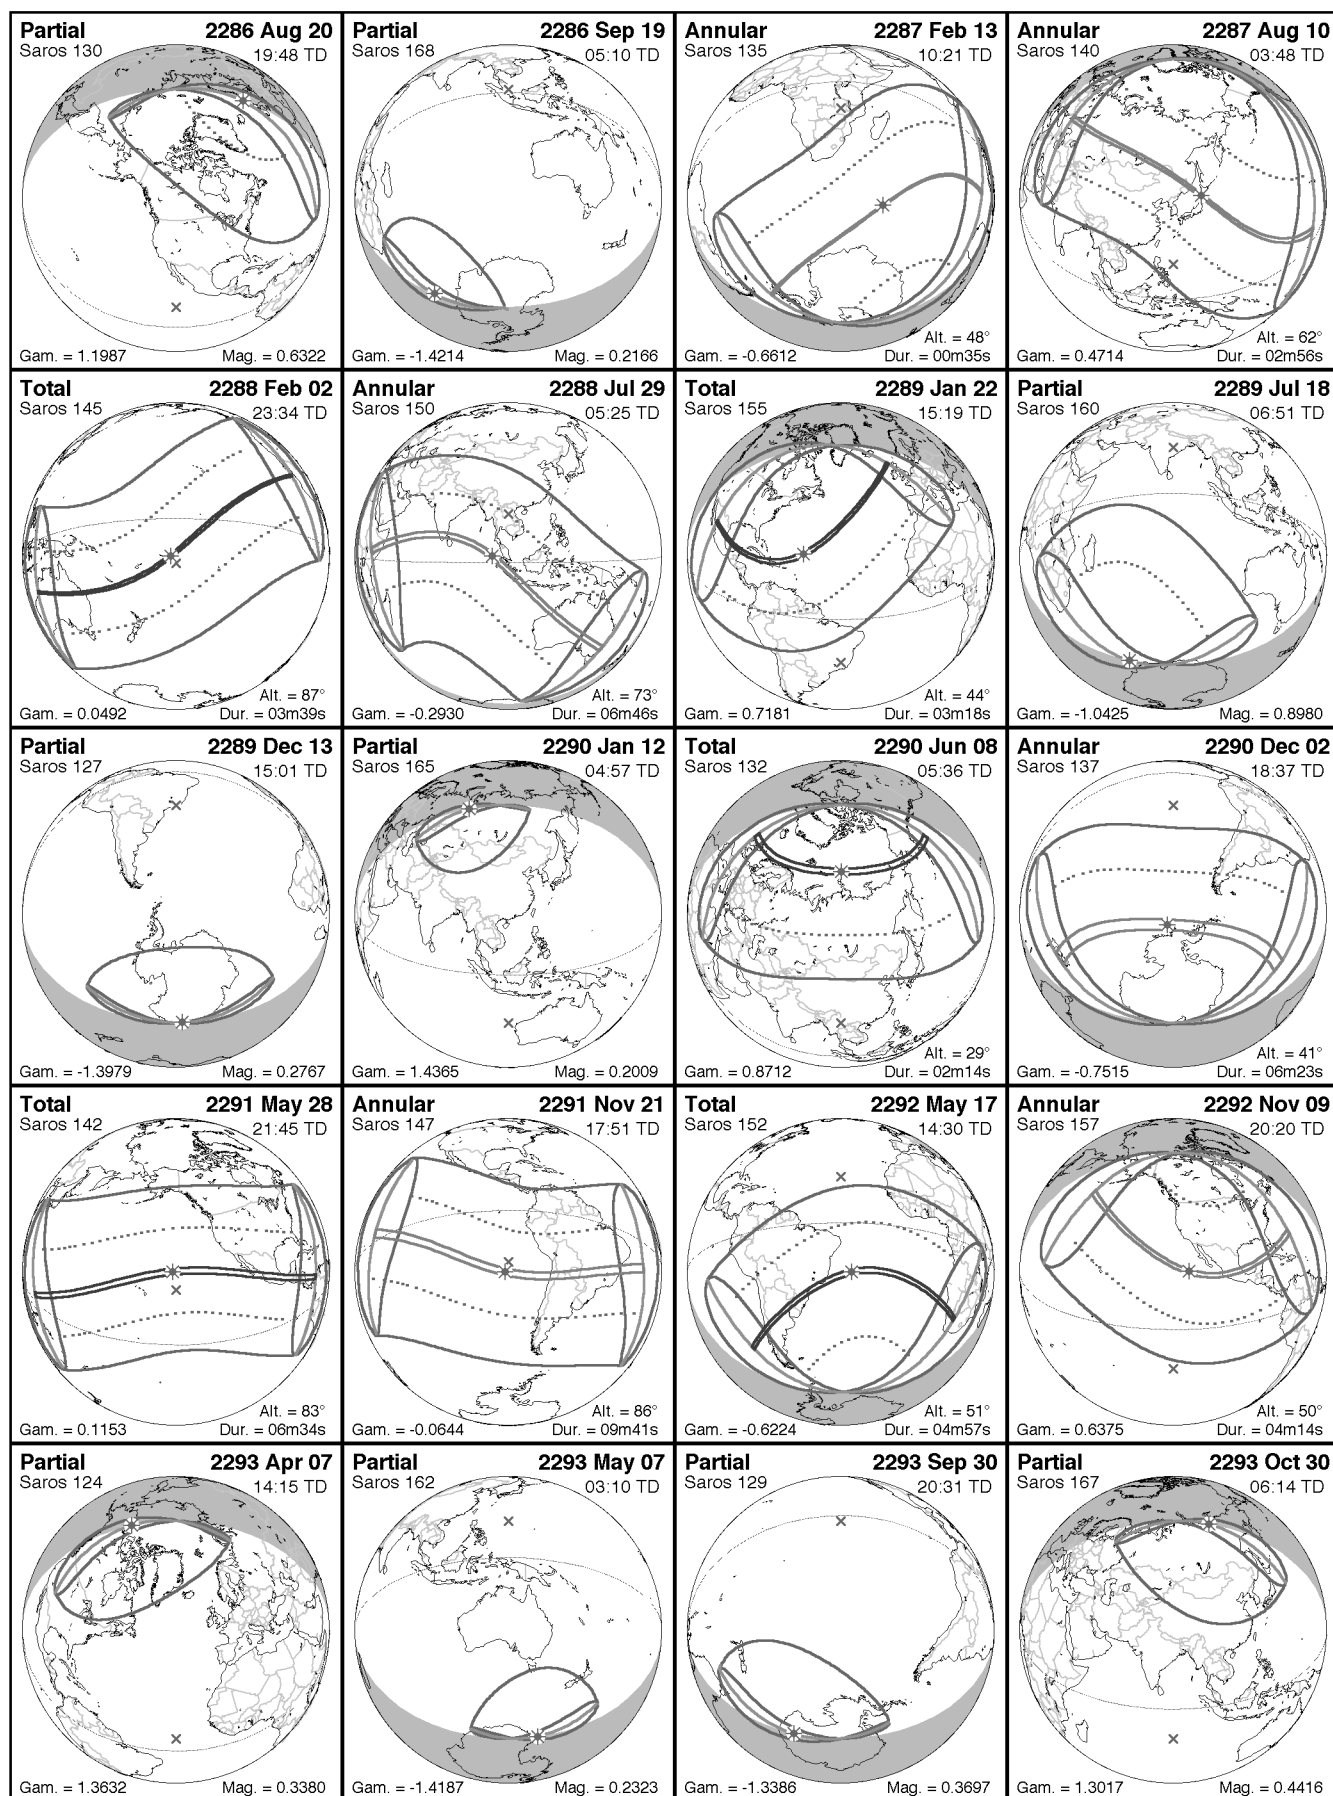 Partial 2286 Aug 20
Saros 130 19:48 TD
Gam. = 1.1987 Mag. = 0.6322
Partial 2286 Sep 19
Saros 168 05:10 TD
Gam. = -1.4214 Mag. = 0.2166
Annular 2287 Feb 13
Saros 135 10:21 TD
Alt. = 48°
Gam. = -0.6612 Dur. = 00m35s
Annular 2287 Aug 10
Saros 140 03:48 TD
Alt. = 62°
Gam. = 0.4714 Dur. = 02m56s
Total 2288 Feb 02
Saros 145 23:34 TD
Alt. = 87°
Gam. = 0.0492 Dur. = 03m39s
Annular 2288 Jul 29
Saros 150 05:25 TD
Alt. = 73°
Gam. = -0.2930 Dur. = 06m46s
Total 2289 Jan 22
Saros 155 15:19 TD
Alt. = 44°
Gam. = 0.7181 Dur. = 03m18s
Partial 2289 Jul 18
Saros 160 06:51 TD
Gam. = -1.0425 Mag. = 0.8980
Partial 2289 Dec 13
Saros 127 15:01 TD
Gam. = -1.3979 Mag. = 0.2767
Partial 2290 Jan 12
Saros 165 04:57 TD
Gam. = 1.4365 Mag. = 0.2009
Total 2290 Jun 08
Saros 132 05:36 TD
Alt. = 29°
Gam. = 0.8712 Dur. = 02m14s
Annular 2290 Dec 02
Saros 137 18:37 TD
Alt. = 41°
Gam. = -0.7515 Dur. = 06m23s
Total 2291 May 28
Saros 142 21:45 TD
Alt. = 83°
Gam. = 0.1153 Dur. = 06m34s
Annular 2291 Nov 21
Saros 147 17:51 TD
Alt. = 86°
Gam. = -0.0644 Dur. = 09m41s
Total 2292 May 17
Saros 152 14:30 TD
Alt. = 51°
Gam. = -0.6224 Dur. = 04m57s
Annular 2292 Nov 09
Saros 157 20:20 TD
Alt. = 50°
Gam. = 0.6375 Dur. = 04m14s
Partial 2293 Apr 07
Saros 124 14:15 TD
Gam. = 1.3632 Mag. = 0.3380
Partial 2293 May 07
Saros 162 03:10 TD
Gam. = -1.4187 Mag. = 0.2323
Partial 2293 Sep 30
Saros 129 20:31 TD
Gam. = -1.3386 Mag. = 0.3697
Partial 2293 Oct 30
Saros 167 06:14 TD
Gam. = 1.3017 Mag. = 0.4416